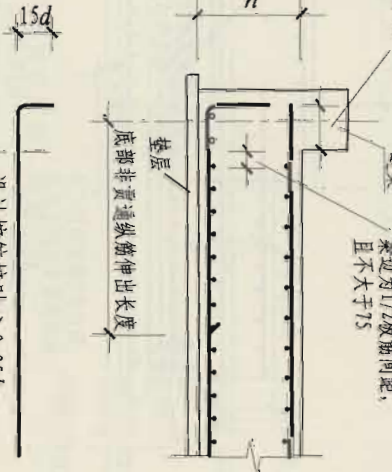 15d
h
梁边为1/2板筋间距,
且不大于75
垫层
底部非贯通纵筋伸出长度